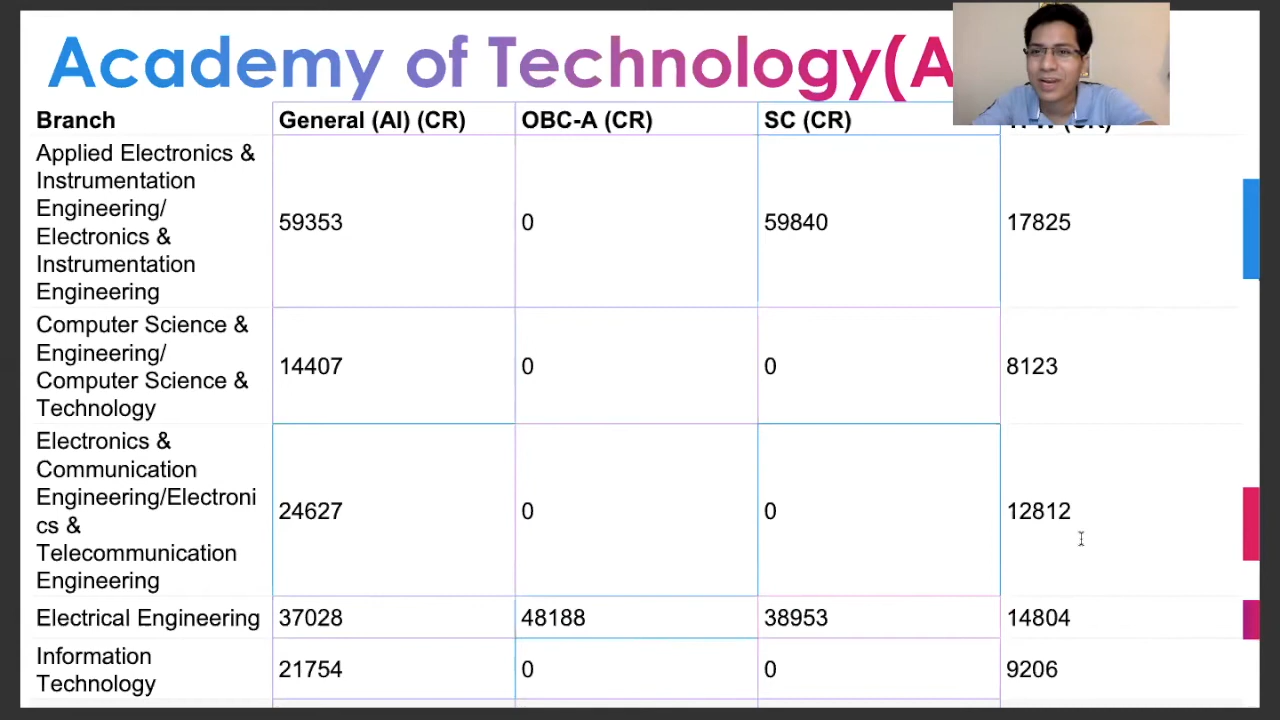 Academy of Technology(A
Branch General (AI) (CR) OBC-A (CR) SC (CR)
Applied Electronics &
Instrumentation
Engineering/
Electronics &
Instrumentation
Engineering
59353 0 59840 17825
Computer Science &
Engineering/
Computer Science &
Technology
14407 0 0 8123
Electronics &
Communication
Engineering/Electroni
cs &
Telecommunication
Engineering
24627 0 0 12812
Electrical Engineering 37028 48188 38953 14804
Information
Technology
21754 0 0 9206